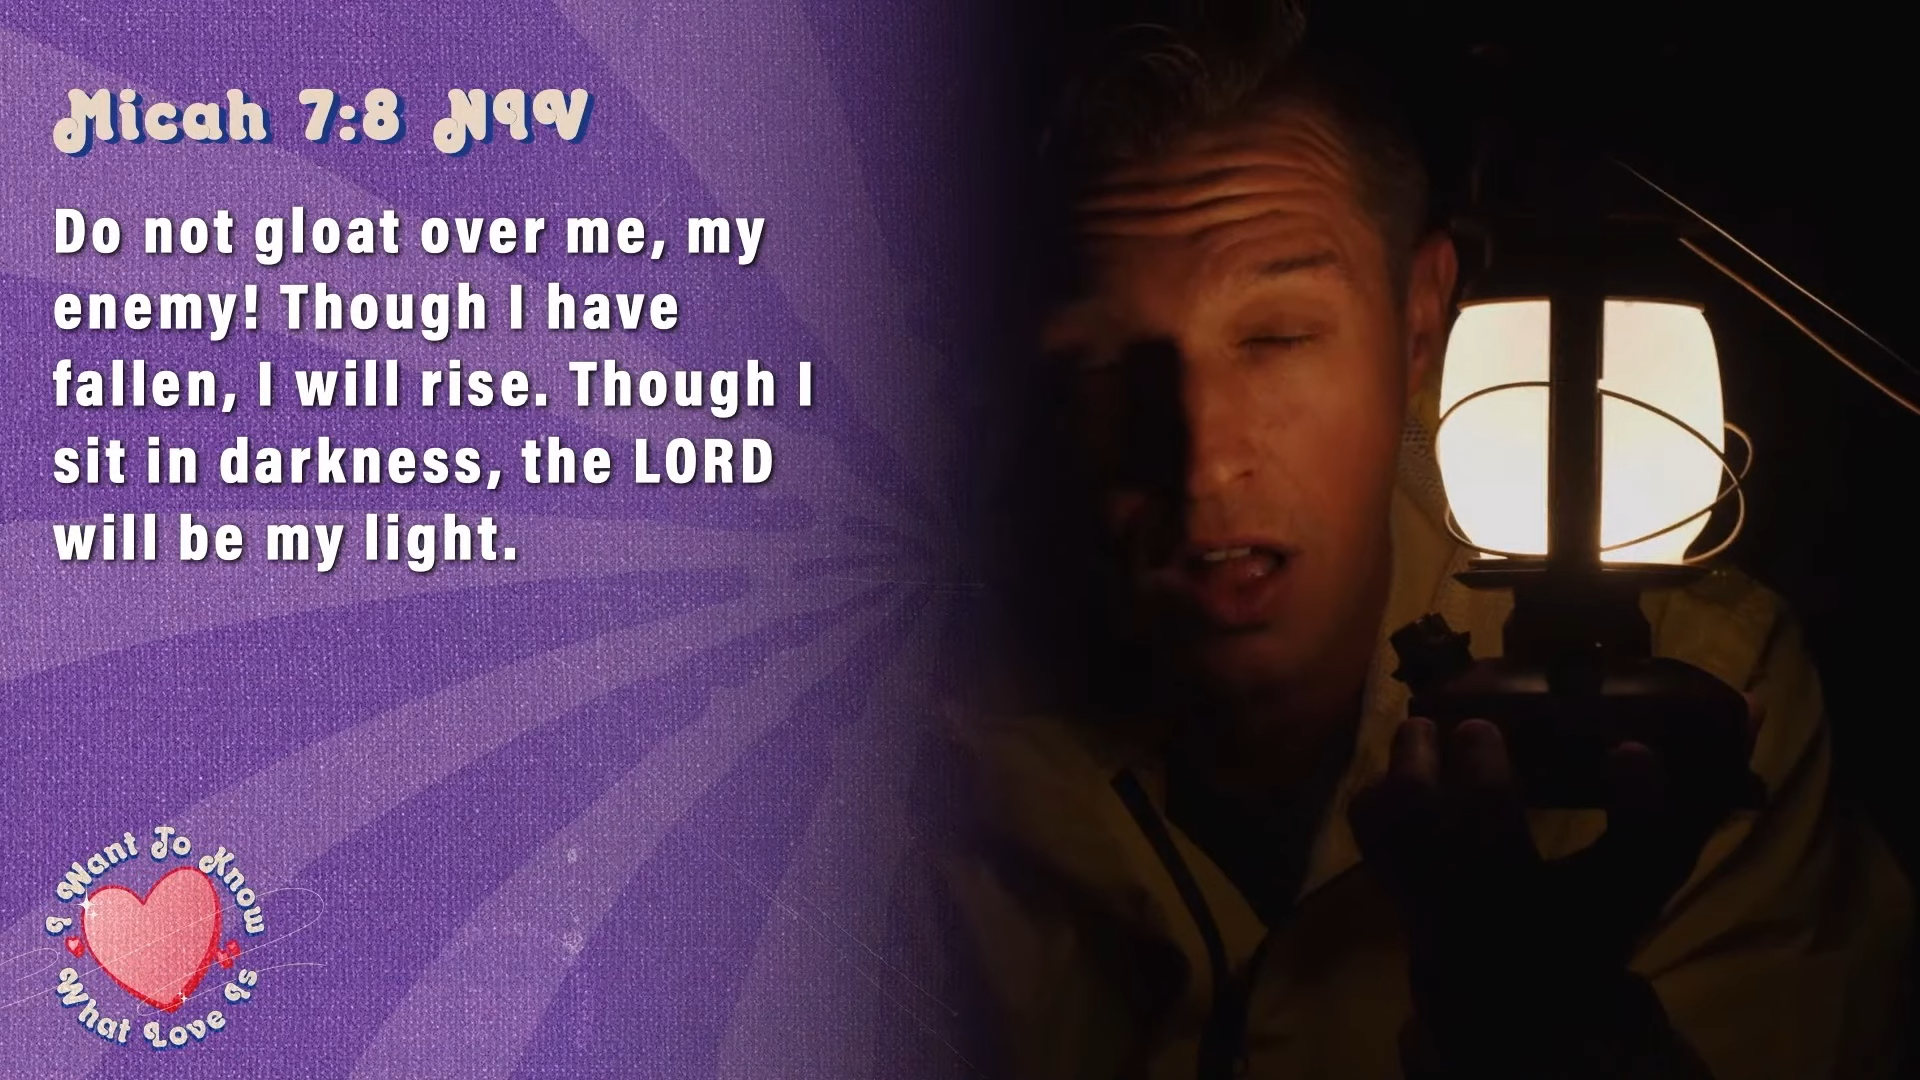 Micah 7:8 NIV
Do not gloat over me, my
enemy! Though I have
fallen, I will rise. Though I
sit in darkness, the LORD
will be my light.
I Want To Know
What Love Is